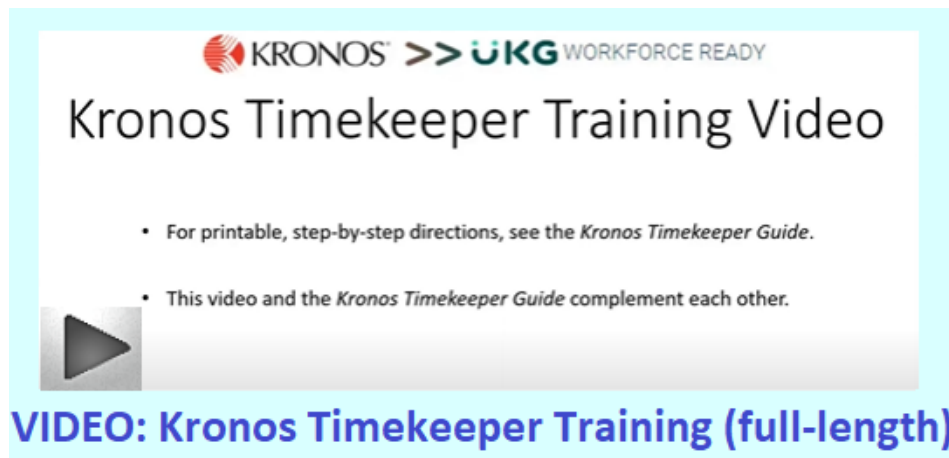 KRONOS® >> UKG WORKFORCE READY
Kronos Timekeeper Training Video
• For printable, step-by-step directions, see the Kronos Timekeeper Guide.
• This video and the Kronos Timekeeper Guide complement each other.
VIDEO: Kronos Timekeeper Training (full-length)